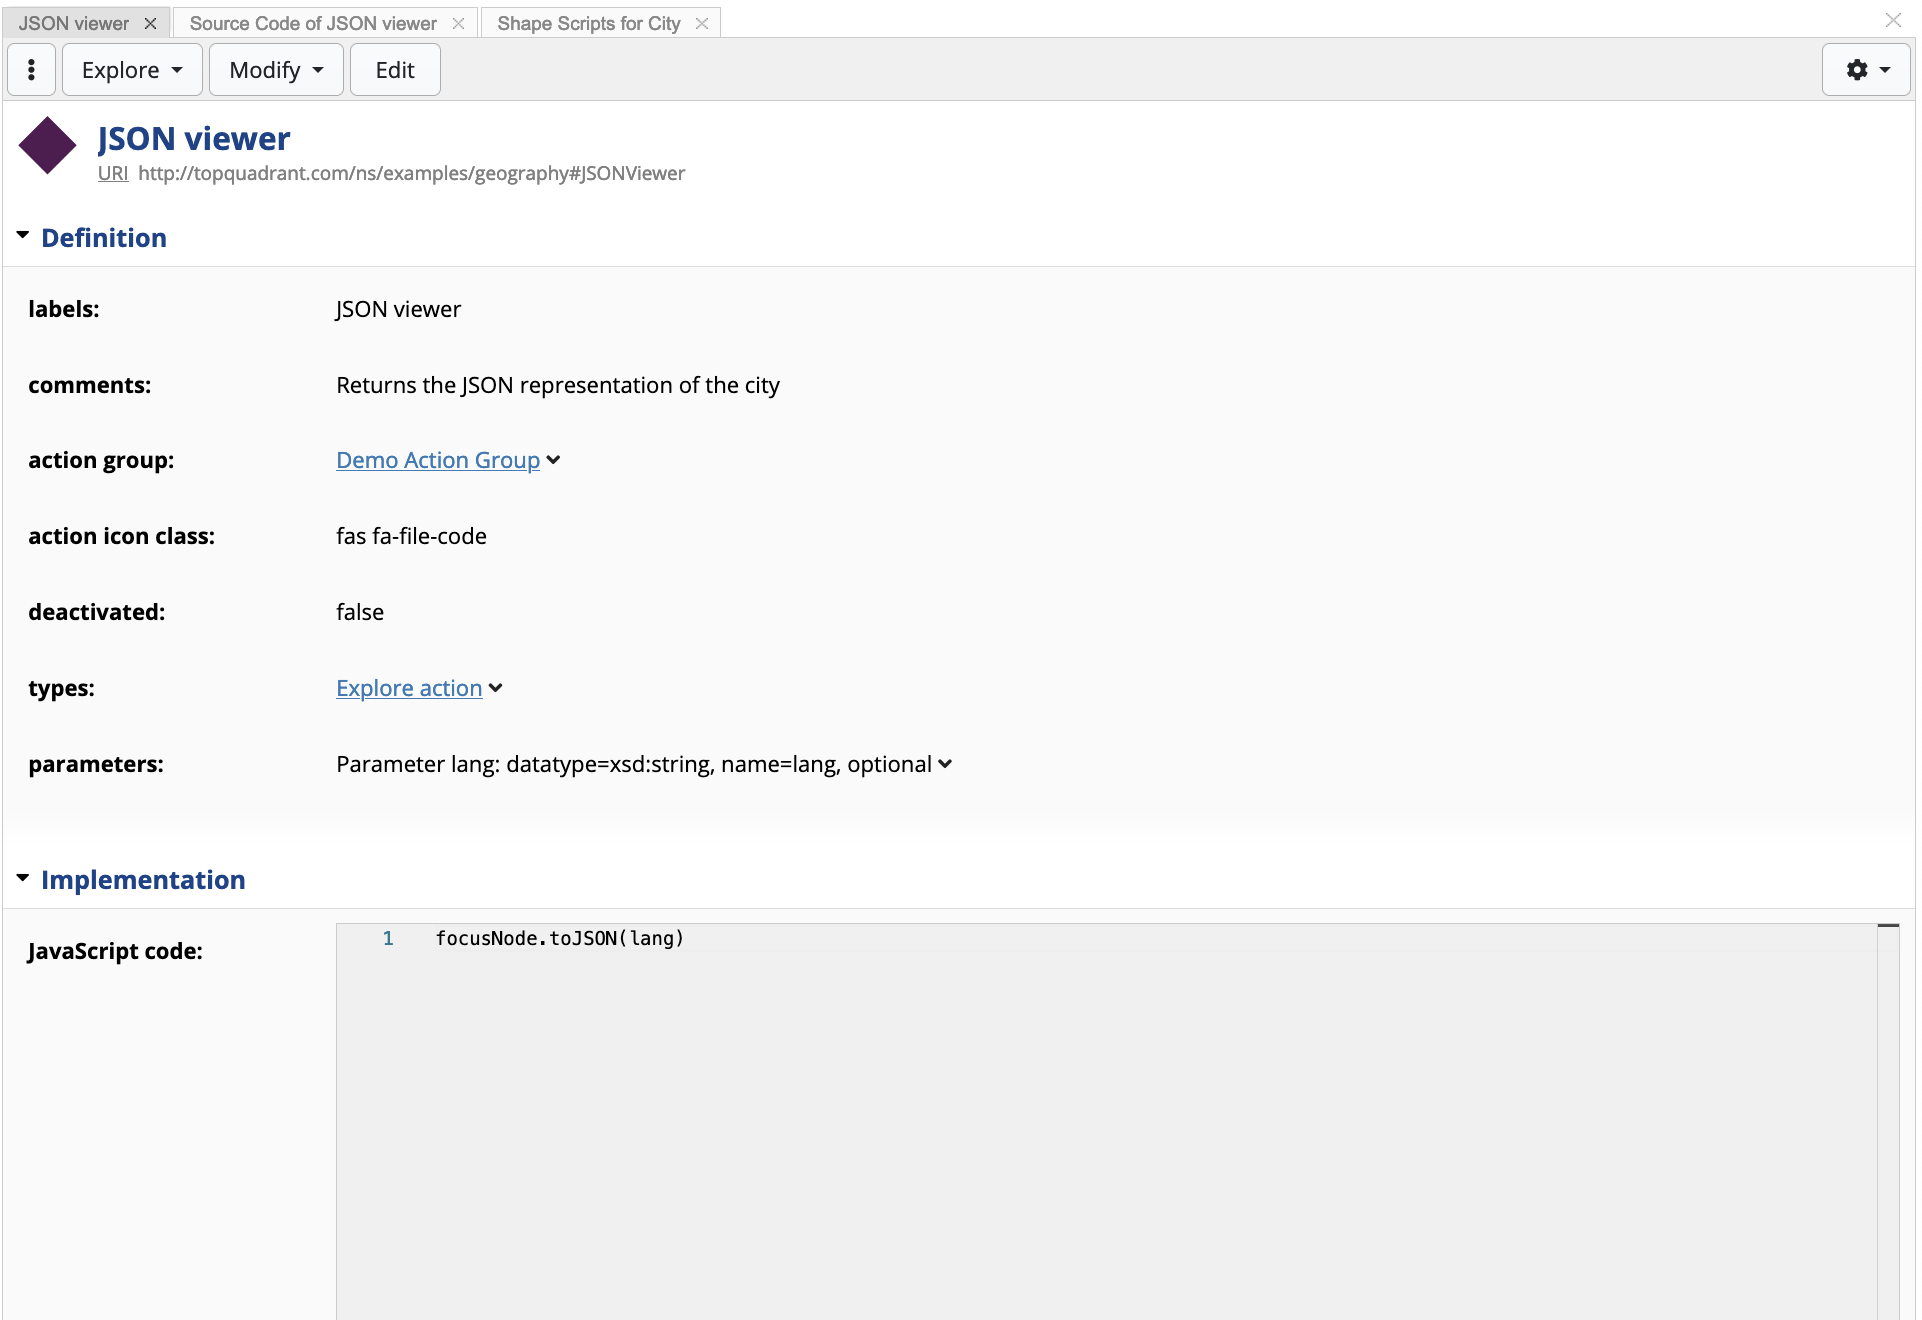 JSON viewer Source Code of JSON viewer Shape Scripts for City
Explore Modify Edit
JSON viewer
URI http://topquadrant.com/ns/examples/geography#JSONViewer
Definition
labels: JSON viewer
comments: Returns the JSON representation of the city
action group: Demo Action Group
action icon class: fas fa-file-code
deactivated: false
types: Explore action
parameters: Parameter lang: datatype=xsd:string, name=lang, optional
Implementation
JavaScript code: 1 focusNode.toJSON(lang)